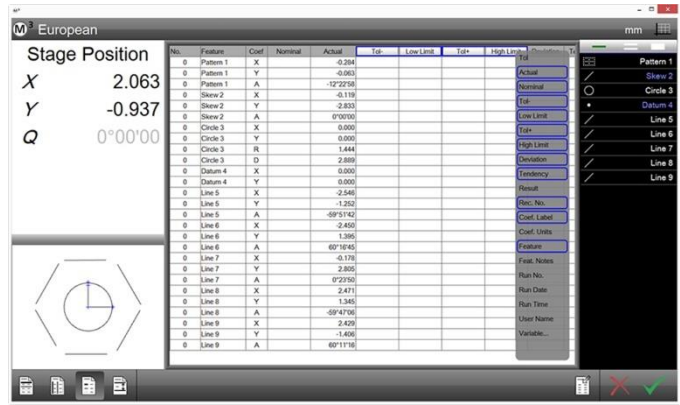 M³ European
mm
Stage Position
X 2.063
Y -0.937
Q 0°00'00
No. Feature Coef Nominal Actual Tol- Low Limit Tol+ High Limit Deviation
0 Pattern 1 X -0.284
0 Pattern 1 Y -0.063
0 Pattern 1 A -12°22'58
0 Skew 2 X -0.119
0 Skew 2 Y -2.833
0 Skew 2 A 0°00'00
0 Circle 3 X 0.000
0 Circle 3 Y 0.000
0 Circle 3 R 1.444
0 Circle 3 D 2.889
0 Datum 4 X 0.000
0 Datum 4 Y 0.000
0 Line 5 X -2.546
0 Line 5 Y -1.252
0 Line 5 A -59°51'42
0 Line 6 X -2.450
0 Line 6 Y 1.395
0 Line 6 A 60°16'45
0 Line 7 X -0.178
0 Line 7 Y 2.805
0 Line 7 A 0°23'50
0 Line 8 X 2.471
0 Line 8 Y 1.345
0 Line 8 A -59°47'06
0 Line 9 X 2.429
0 Line 9 Y -1.406
0 Line 9 A 60°11'16
Tol
Actual
Nominal
Tol-
Low Limit
Tol+
High Limit
Deviation
Tendency
Result
Rec. No.
Coef. Label
Coef. Units
Feature
Feat. Notes
Run No.
Run Date
Run Time
User Name
Variable...
Pattern 1
Skew 2
Circle 3
Datum 4
Line 5
Line 6
Line 7
Line 8
Line 9